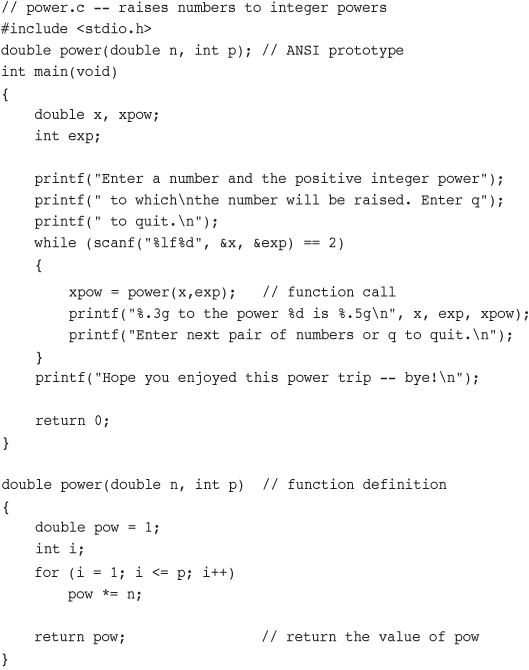 // power.c -- raises numbers to integer powers
#include <stdio.h>
double power(double n, int p); // ANSI prototype
int main(void)
{
    double x, xpow;
    int exp;

    printf("Enter a number and the positive integer power");
    printf(" to which\nthe number will be raised. Enter q");
    printf(" to quit.\n");
    while (scanf("%lf%d", &x, &exp) == 2)
    {
        xpow = power(x,exp);   // function call
        printf("%.3g to the power %d is %.5g\n", x, exp, xpow);
        printf("Enter next pair of numbers or q to quit.\n");
    }
    printf("Hope you enjoyed this power trip -- bye!\n");

    return 0;
}

double power(double n, int p)  // function definition
{
    double pow = 1;
    int i;
    for (i = 1; i <= p; i++)
        pow *= n;

    return pow;                // return the value of pow
}